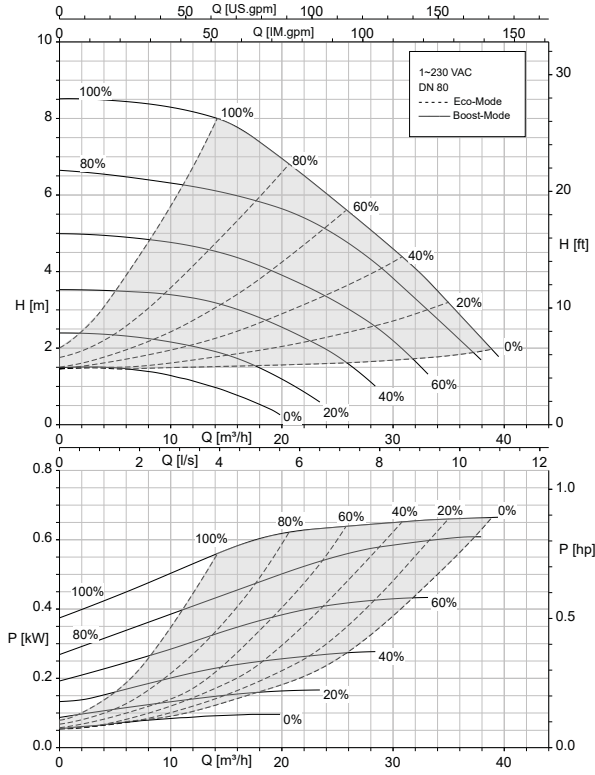 0 50 100 150
Q [US.gpm]
0 50 100 150
Q [IM.gpm]
10
8
6
4
2
0
H [m]
30
20
10
0
H [ft]
1~230 VAC
DN 80
Eco-Mode
Boost-Mode
100%
100%
80%
80%
60%
40%
20%
0%
60%
40%
20%
0%
0 10 20 30 40
Q [m³/h]
0 2 4 6 8 10 12
Q [l/s]
0.8
0.6
0.4
0.2
0.0
P [kW]
1.0
0.5
0.0
P [hp]
100%
80%
60%
40%
20%
0%
100%
80%
60%
40%
20%
0%
0 10 20 30 40
Q [m³/h]